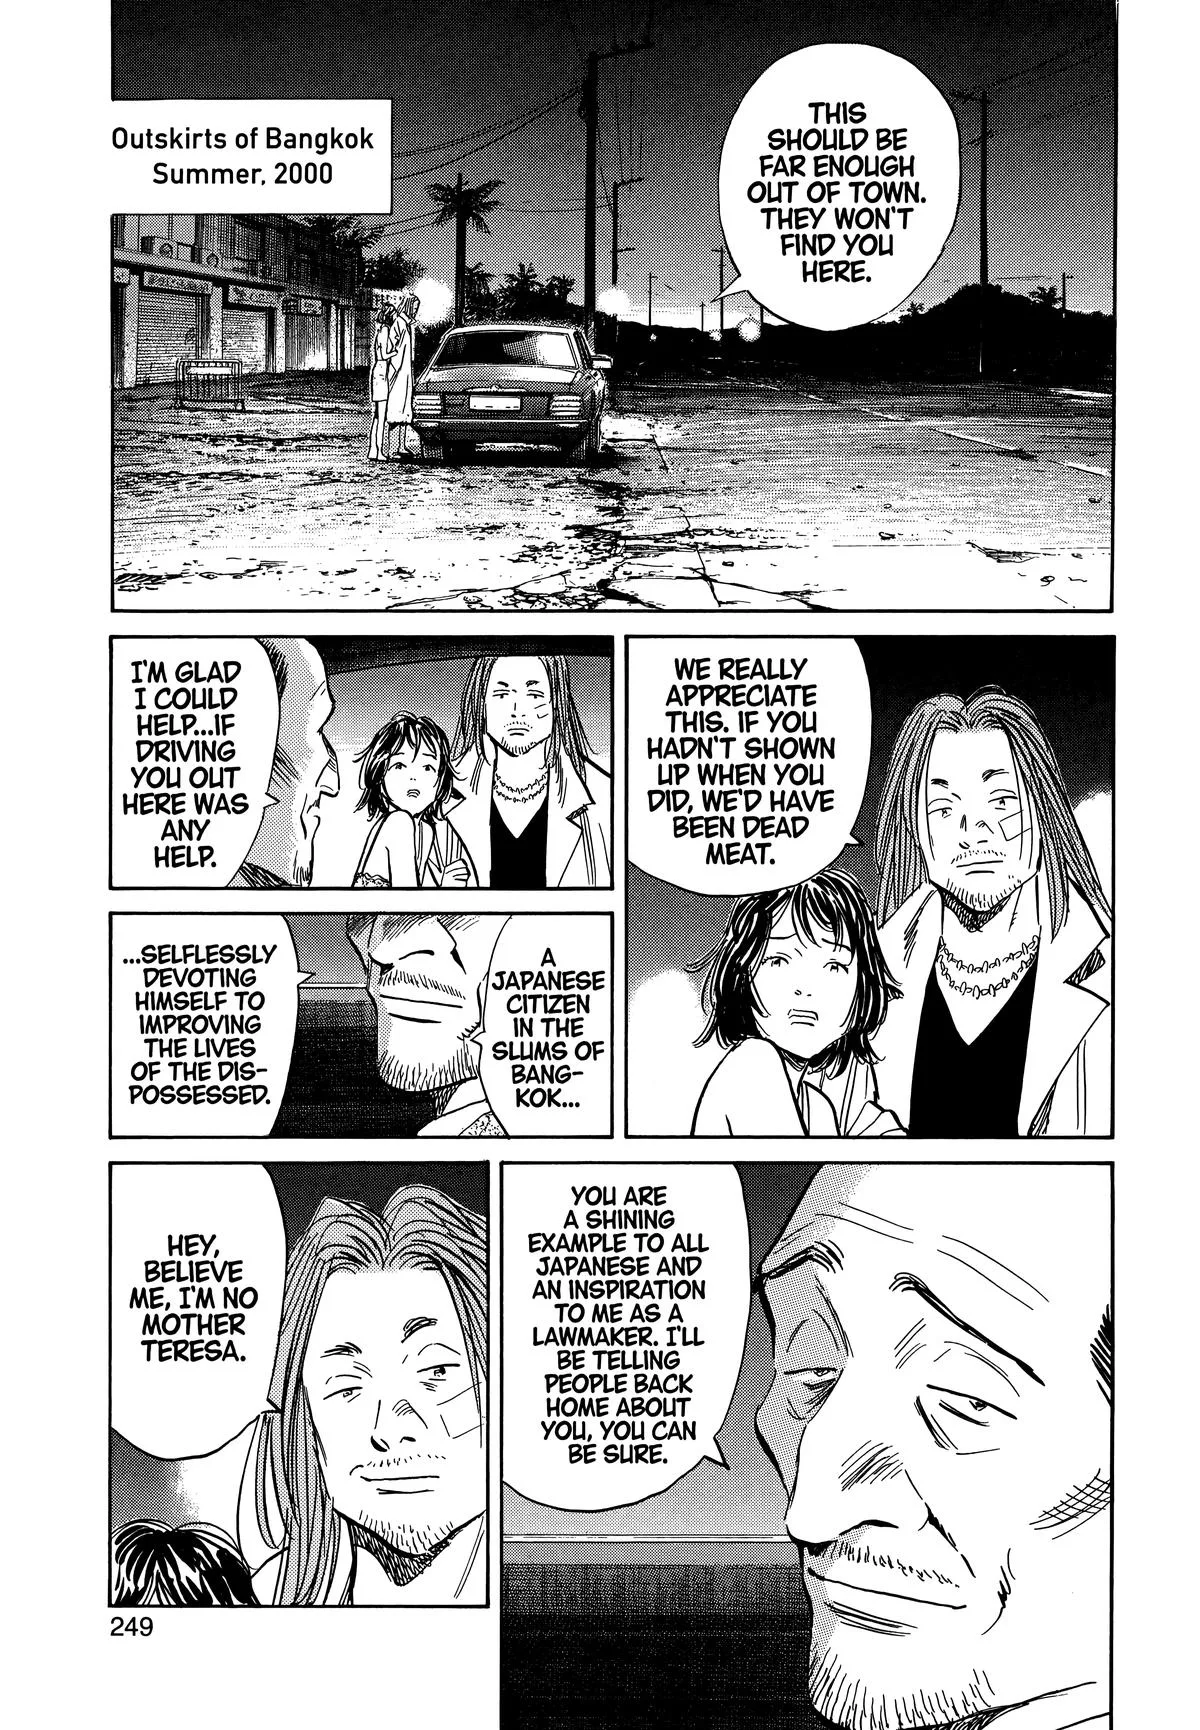 Outskirts of Bangkok
Summer, 2000
THIS
SHOULD BE
FAR ENOUGH
OUT OF TOWN.
THEY WON'T
FIND YOU
HERE.
WE REALLY
APPRECIATE
THIS. IF YOU
HADN'T SHOWN
UP WHEN YOU
DID, WE'D HAVE
BEEN DEAD
MEAT.
I'M GLAD
I COULD
HELP...IF
DRIVING
YOU OUT
HERE WAS
ANY
HELP.
A
JAPANESE
CITIZEN
IN THE
SLUMS OF
BANG-
KOK...
...SELFLESSLY
DEVOTING
HIMSELF TO
IMPROVING
THE LIVES
OF THE DIS-
POSSESSED.
YOU ARE
A SHINING
EXAMPLE TO ALL
JAPANESE AND
AN INSPIRATION
TO ME AS A
LAWMAKER. I'LL
BE TELLING
PEOPLE BACK
HOME ABOUT
YOU, YOU CAN
BE SURE.
HEY,
BELIEVE
ME, I'M NO
MOTHER
TERESA.
249